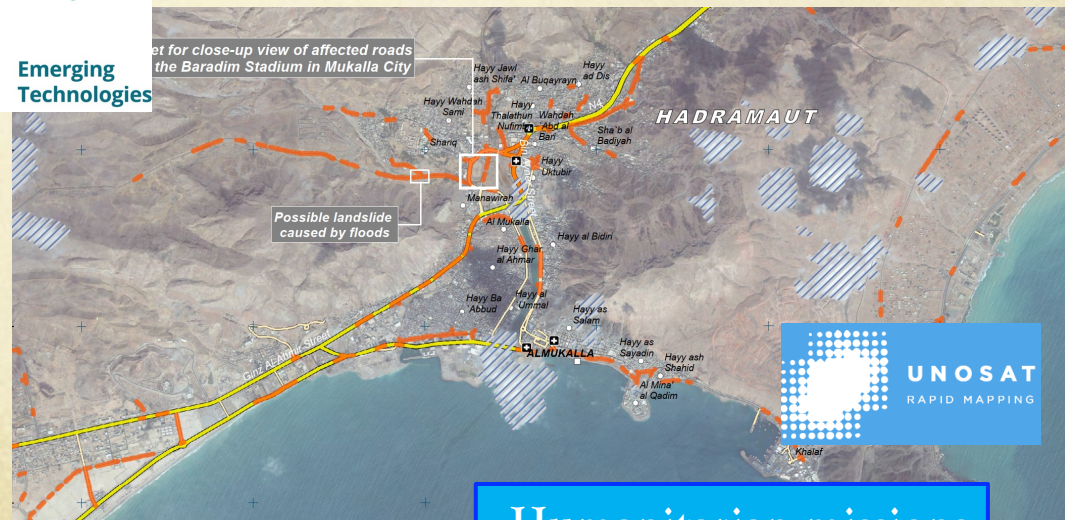 Emerging
Technologies
et for close-up view of affected roads
the Baradim Stadium in Mukalla City
Hayy Jawl
ash Shifa'
Al Buqayrayn
Hayy
ad Dis
Hayy Wahdah
Sami
Hayy
Thalathun
Nufimbir
Wahdah
Abd al
Bari
N4
Sha`b al
Badiyah
HADRAMAUT
Shariq
Hayy
Uktubir
Manawirah
Possible landslide
caused by floods
Al Mukalla
Hayy al Bidiri
Hayy Ghar
al Ahmar
Hayy Ba
`Abbud
Hayy al
`Ummal
Hayy as
Salam
Hayy as
Sayadin
Hayy ash
Shahid
ALMUKALLA
Al Mina'
al Qadim
Khalaf
UNOSAT
RAPID MAPPING
Humanitarian mission